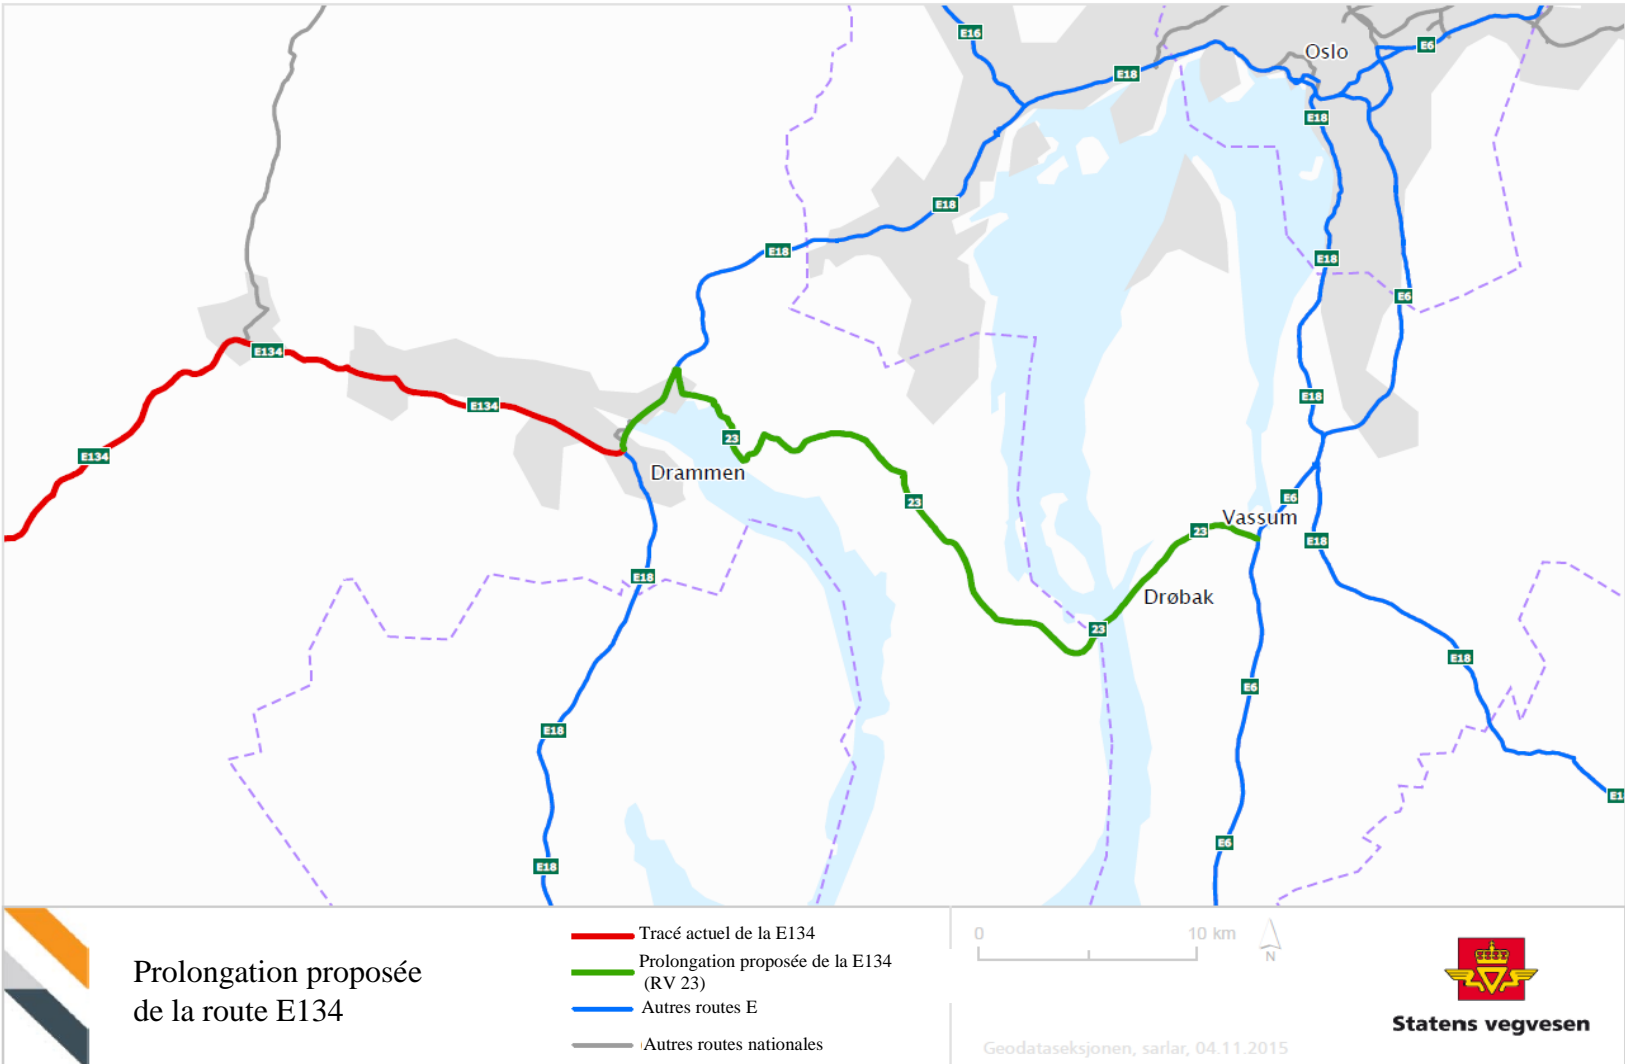 E16
Oslo
E6
E18
E18
E18
E18
E18
E6
E134
E18
E134
23
E134
Drammen
23
E6
Vassum
23
E18
E18
Drøbak
23
E18
E6
E18
E1
E6
E18
Prolongation proposée
de la route E134
Tracé actuel de la E134
Prolongation proposée de la E134
(RV 23)
Autres routes E
Autres routes nationales
0 10 km
N
Geodataseksjonen, sarlar, 04.11.2015
Statens vegvesen